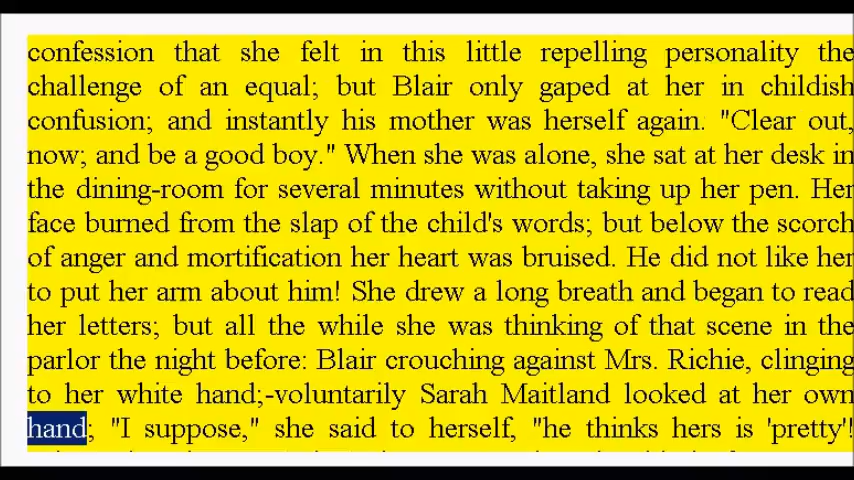 confession that she felt in this little repelling personality the
challenge of an equal; but Blair only gaped at her in childish
confusion; and instantly his mother was herself again. "Clear out,
now; and be a good boy." When she was alone, she sat at her desk in
the dining-room for several minutes without taking up her pen. Her
face burned from the slap of the child's words; but below the scorch
of anger and mortification her heart was bruised. He did not like her
to put her arm about him! She drew a long breath and began to read
her letters; but all the while she was thinking of that scene in the
parlor the night before: Blair crouching against Mrs. Richie, clinging
to her white hand;-voluntarily Sarah Maitland looked at her own
hand; "I suppose," she said to herself, "he thinks hers is 'pretty'!